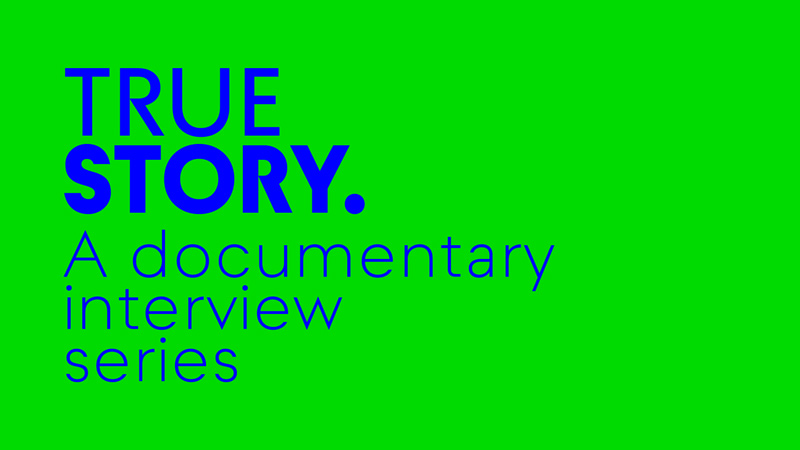 TRUE
STORY.
A documentary
interview
series